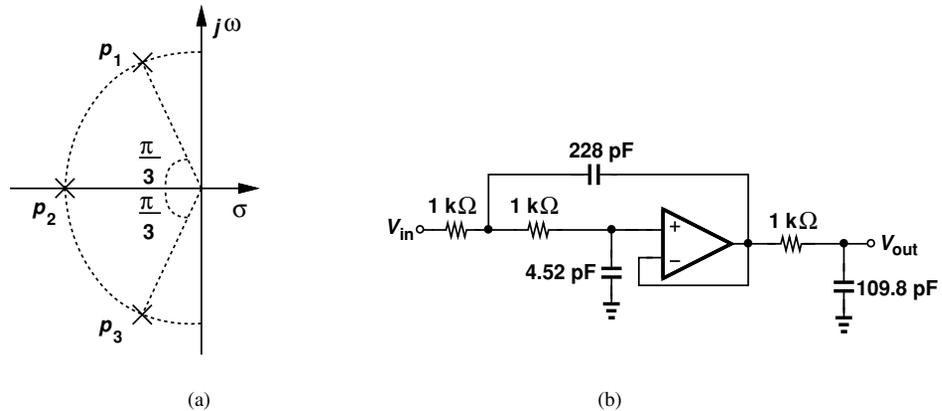 jω
p1
π/3
π/3
p2
σ
p3
(a)
228 pF
1 kΩ
1 kΩ
1 kΩ
Vin
+
−
Vout
4.52 pF
109.8 pF
(b)